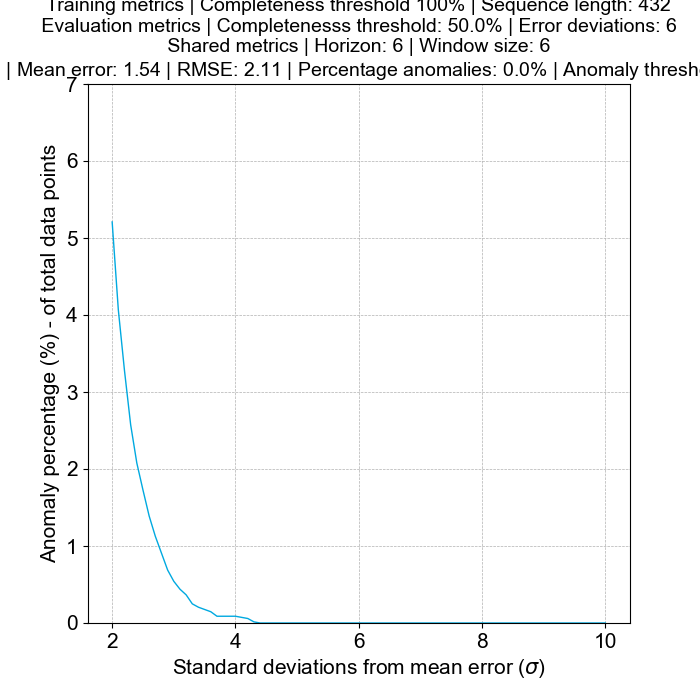 Training metrics | Completeness threshold 100% | Sequence length: 432
Evaluation metrics | Completenesss threshold: 50.0% | Error deviations: 6
Shared metrics | Horizon: 6 | Window size: 6
| Mean error: 1.54 | RMSE: 2.11 | Percentage anomalies: 0.0% | Anomaly thresh
7
6
5
4
3
2
1
0
Anomaly percentage (%) - of total data points
2 4 6 8 10
Standard deviations from mean error (σ)